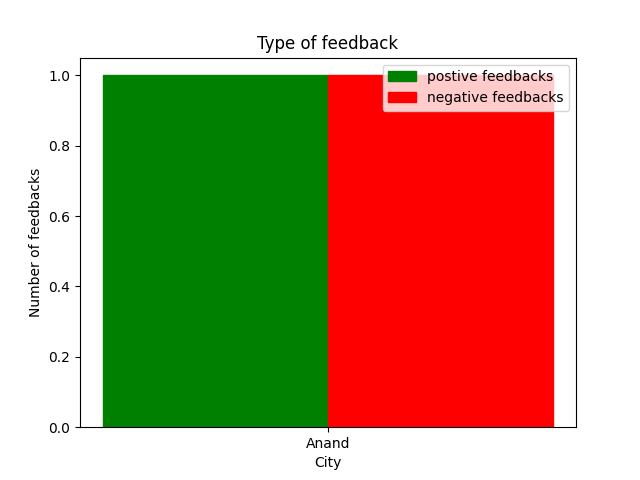 Type of feedback
postive feedbacks
negative feedbacks
1.0
0.8
0.6
0.4
0.2
0.0
Number of feedbacks
Anand
City